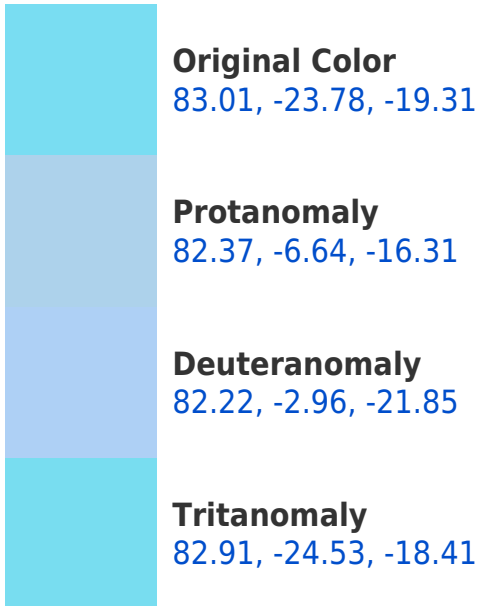 Original Color
83.01, -23.78, -19.31
Protanomaly
82.37, -6.64, -16.31
Deuteranomaly
82.22, -2.96, -21.85
Tritanomaly
82.91, -24.53, -18.41